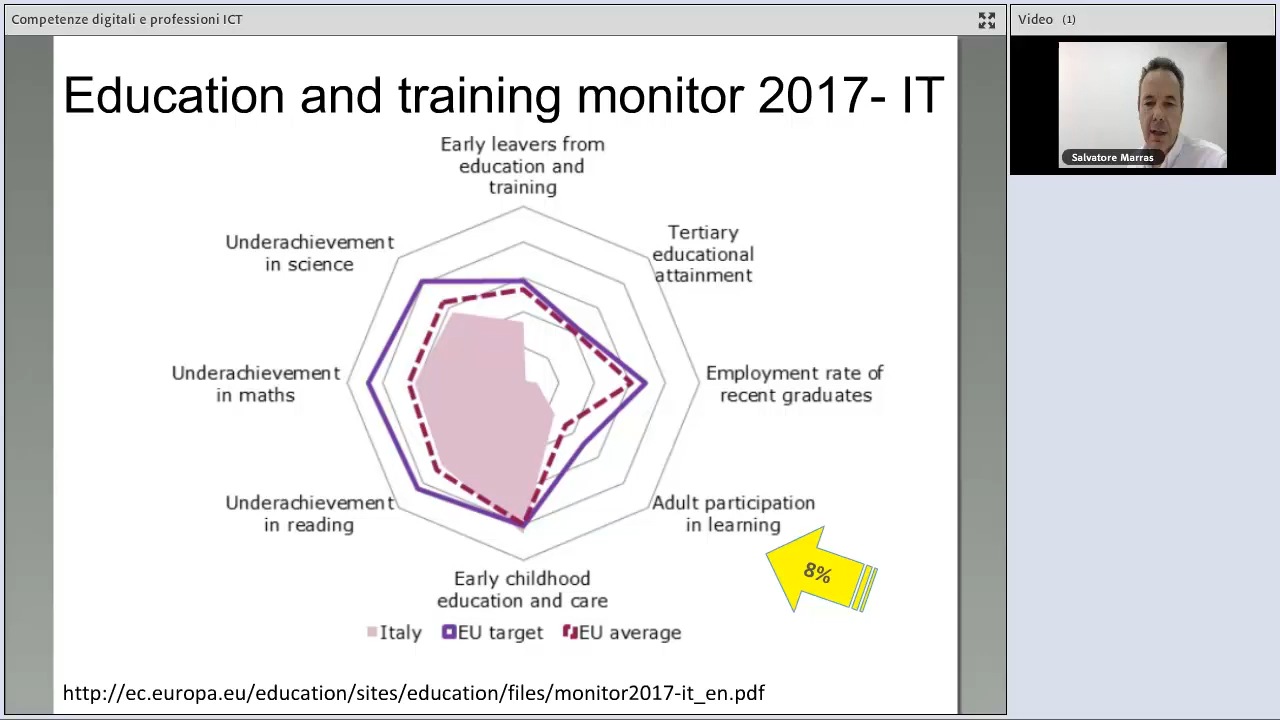 Competenze digitali e professioni ICT
Video (1)
Salvatore Marras
Education and training monitor 2017- IT
Early leavers from
education and
training
Tertiary
educational
attainment
Employment rate of
recent graduates
Adult participation
in learning
Early childhood
education and care
Underachievement
in reading
Underachievement
in maths
Underachievement
in science
8%
Italy EU target EU average
http://ec.europa.eu/education/sites/education/files/monitor2017-it_en.pdf